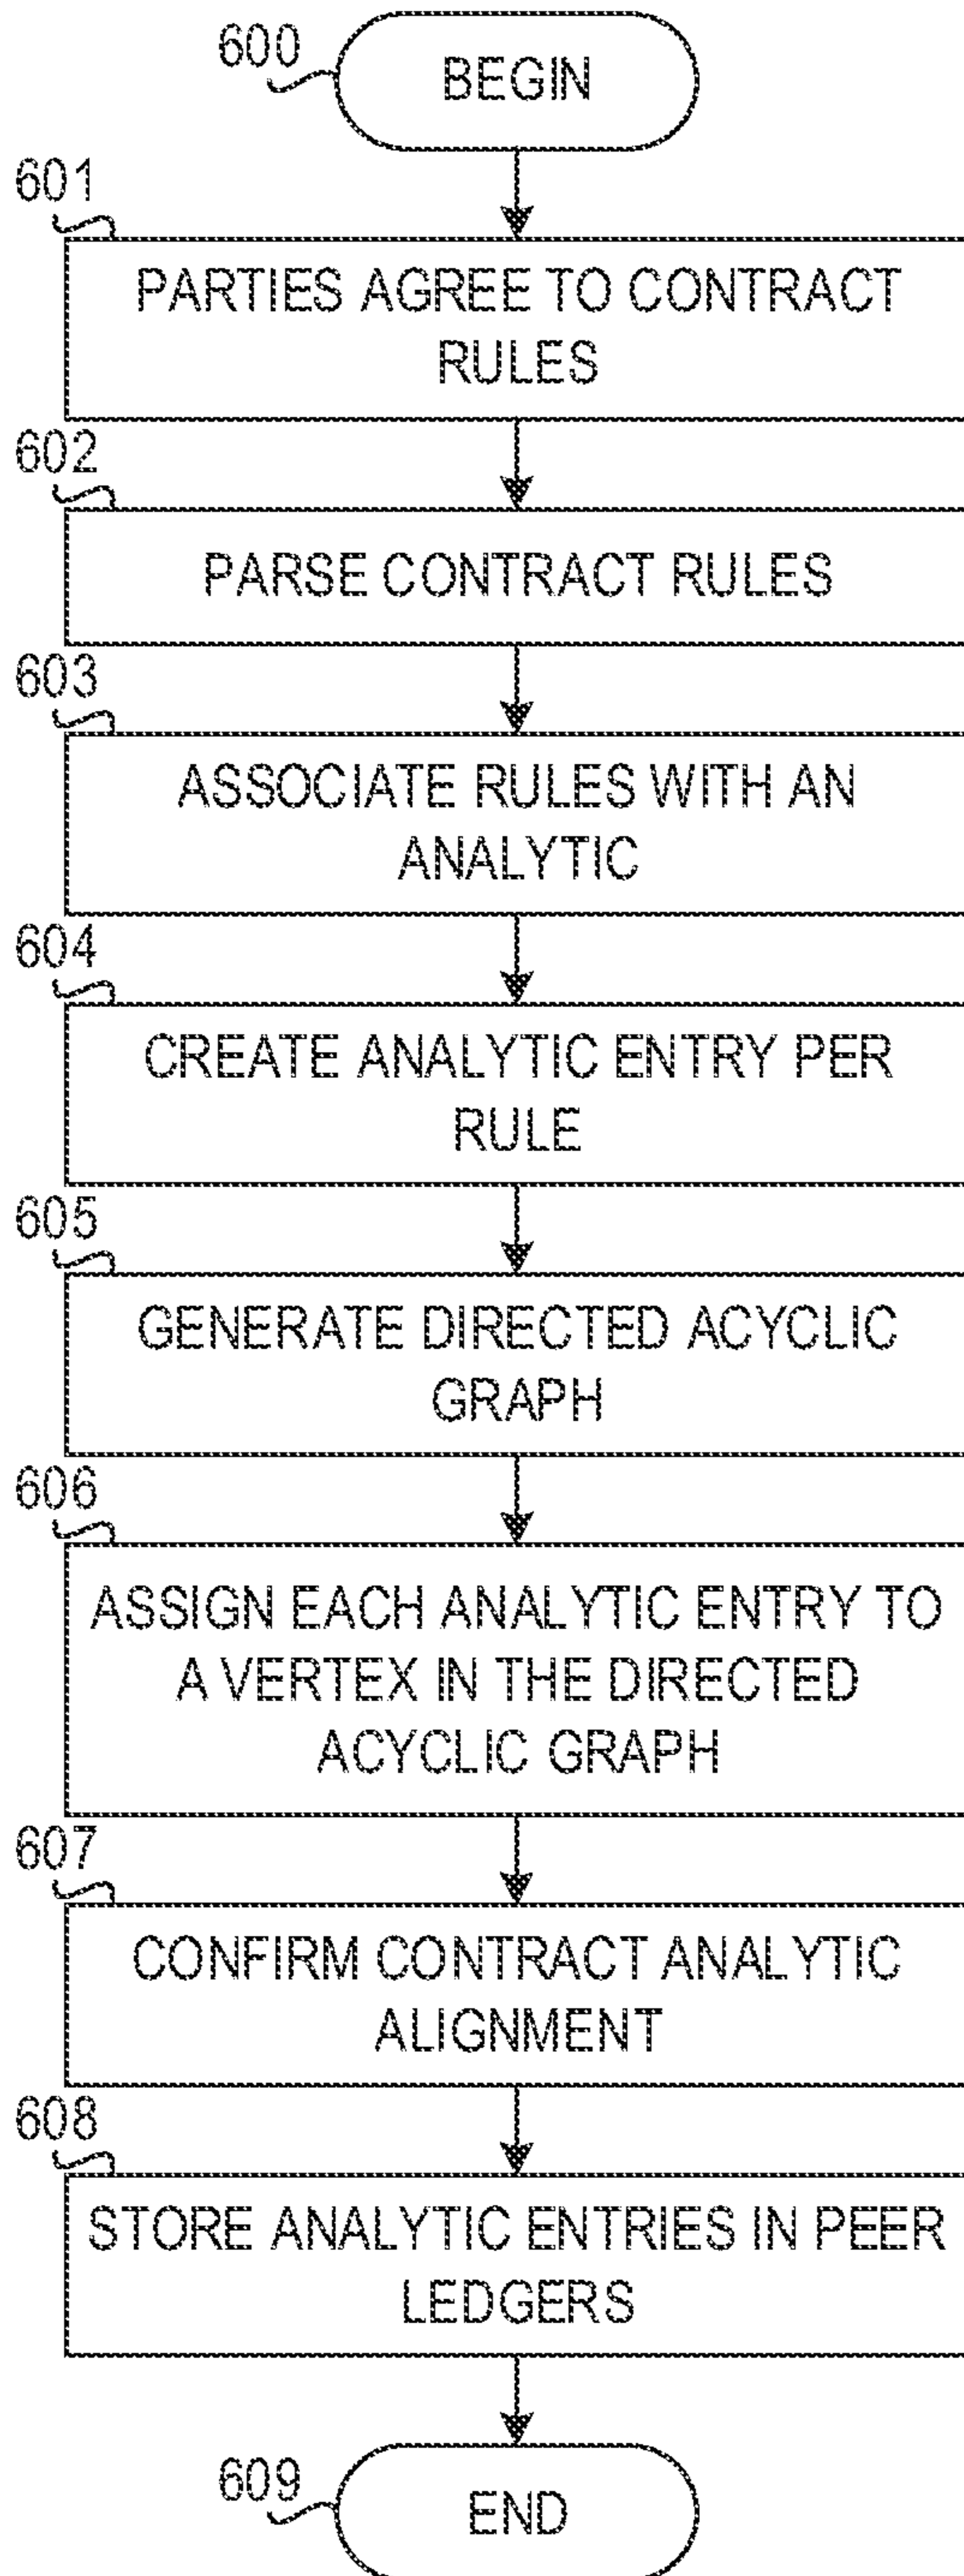 600
BEGIN
601
PARTIES AGREE TO CONTRACT
RULES
602
PARSE CONTRACT RULES
603
ASSOCIATE RULES WITH AN
ANALYTIC
604
CREATE ANALYTIC ENTRY PER
RULE
605
GENERATE DIRECTED ACYCLIC
GRAPH
606
ASSIGN EACH ANALYTIC ENTRY TO
A VERTEX IN THE DIRECTED
ACYCLIC GRAPH
607
CONFIRM CONTRACT ANALYTIC
ALIGNMENT
608
STORE ANALYTIC ENTRIES IN PEER
LEDGERS
609
END